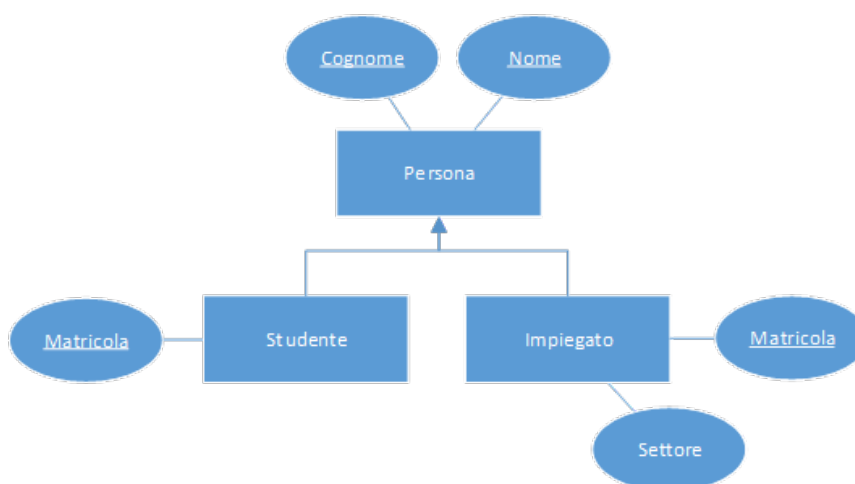 Cognome
Nome
Persona
Matricola
Studente
Impiegato
Matricola
Settore